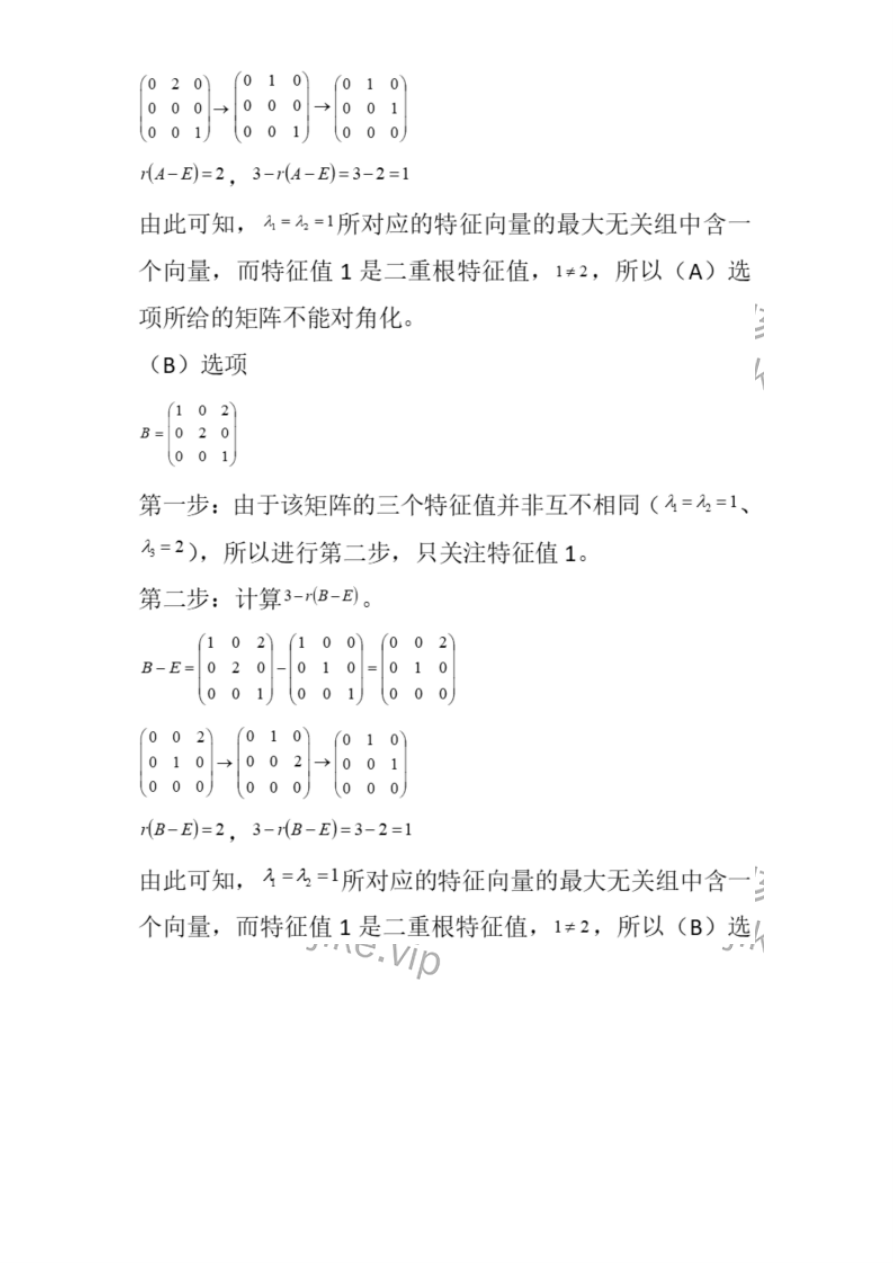 (0 2 0; 0 0 0; 0 0 1) → (0 1 0; 0 0 0; 0 0 1) → (0 1 0; 0 0 1; 0 0 0)
r(A−E)=2，3−r(A−E)=3−2=1
由此可知，λ₁=λ₂=1所对应的特征向量的最大无关组中含一
个向量，而特征值 1 是二重根特征值，1≠2，所以（A）选
项所给的矩阵不能对角化。
（B）选项
B=(1 0 2; 0 2 0; 0 0 1)
第一步：由于该矩阵的三个特征值并非互不相同（λ₁=λ₂=1、
λ₃=2），所以进行第二步，只关注特征值 1。
第二步：计算3−r(B−E)。
B−E=(1 0 2; 0 2 0; 0 0 1)−(1 0 0; 0 1 0; 0 0 1)=(0 0 2; 0 1 0; 0 0 0)
(0 0 2; 0 1 0; 0 0 0) → (0 1 0; 0 0 2; 0 0 0) → (0 1 0; 0 0 1; 0 0 0)
r(B−E)=2，3−r(B−E)=3−2=1
由此可知，λ₁=λ₂=1所对应的特征向量的最大无关组中含一
个向量，而特征值 1 是二重根特征值，1≠2，所以（B）选
.vip